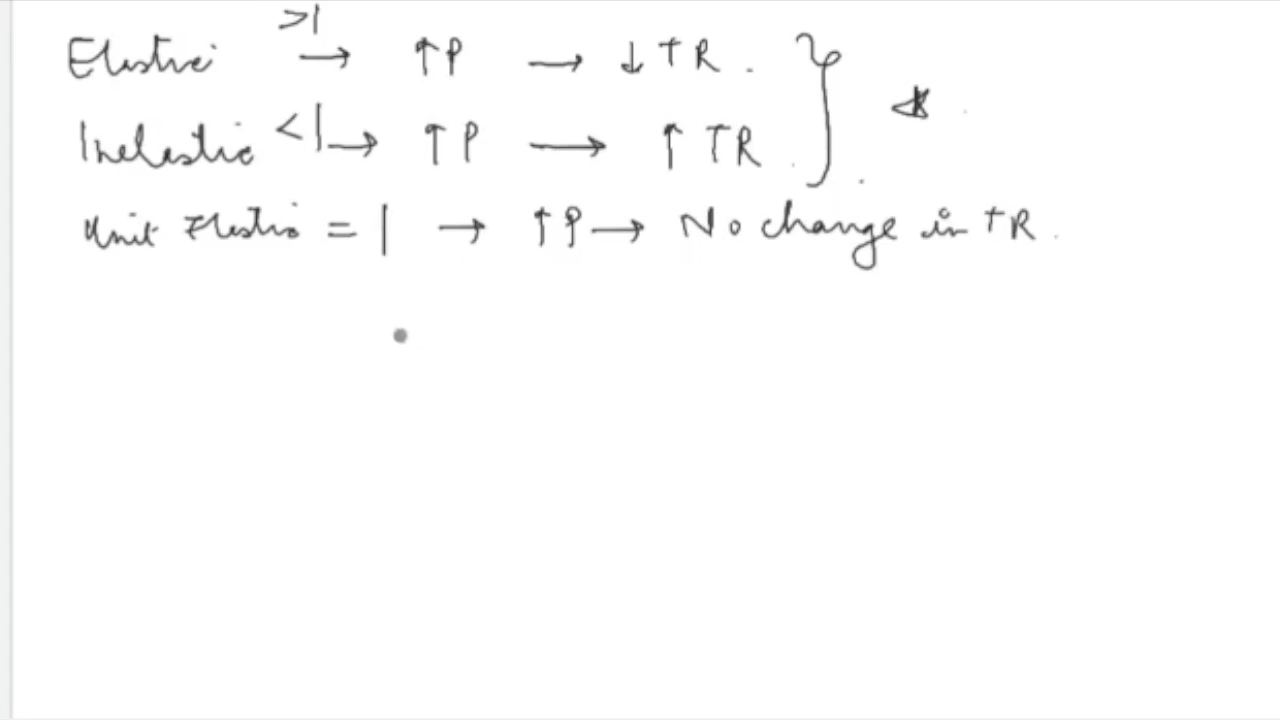 Elastic >1 → ↑P → ↓TR.
Inelastic <1 → ↑P → ↑TR.
Unit Elastic = 1 → ↑P → No change in TR.